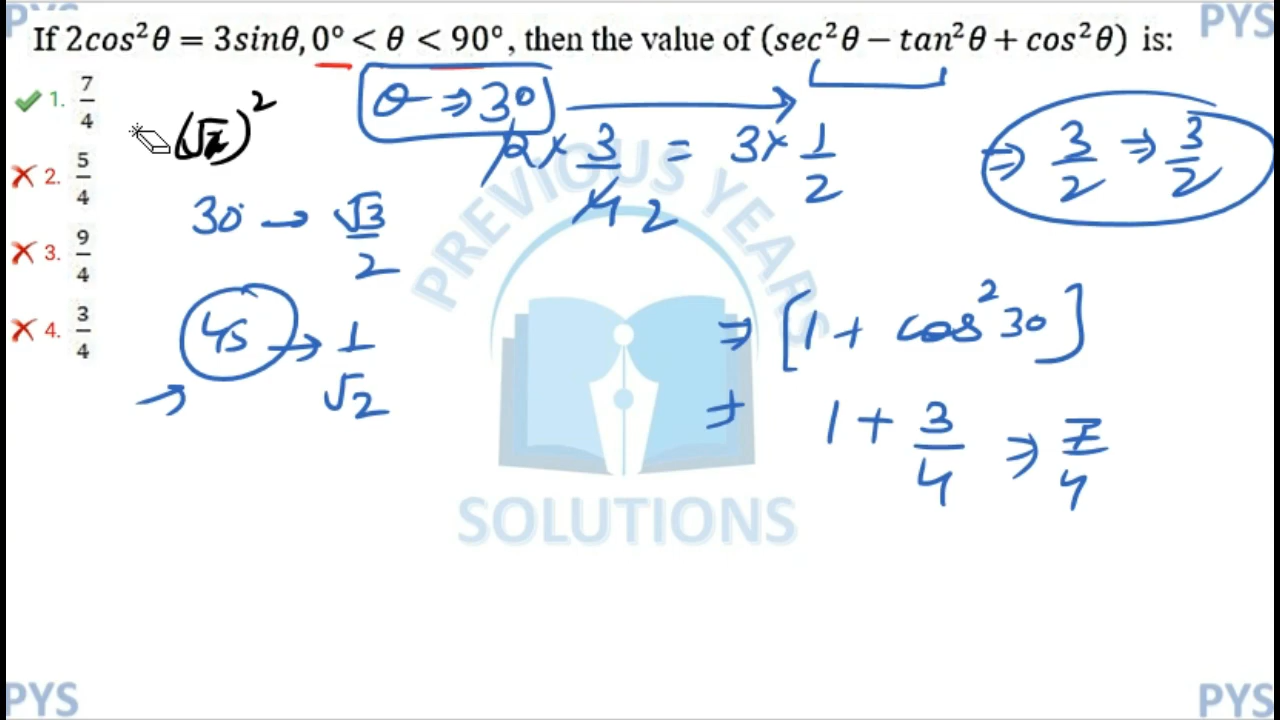 PYS PYS
If 2cos²θ = 3sinθ, 0° < θ < 90°, then the value of (sec²θ − tan²θ + cos²θ) is:
1. 7/4
2. 5/4
3. 9/4
4. 3/4
θ ⇒ 30
2 × 3/4 2 = 3 × 1/2
⇒ 3/2 ⇒ 3/2
30 → √3/2
45 → 1/√2
⇒ [1 + cos²30]
1 + 3/4 ⇒ 7/4
PREVIOUS YEARS
SOLUTIONS
PYS PYS